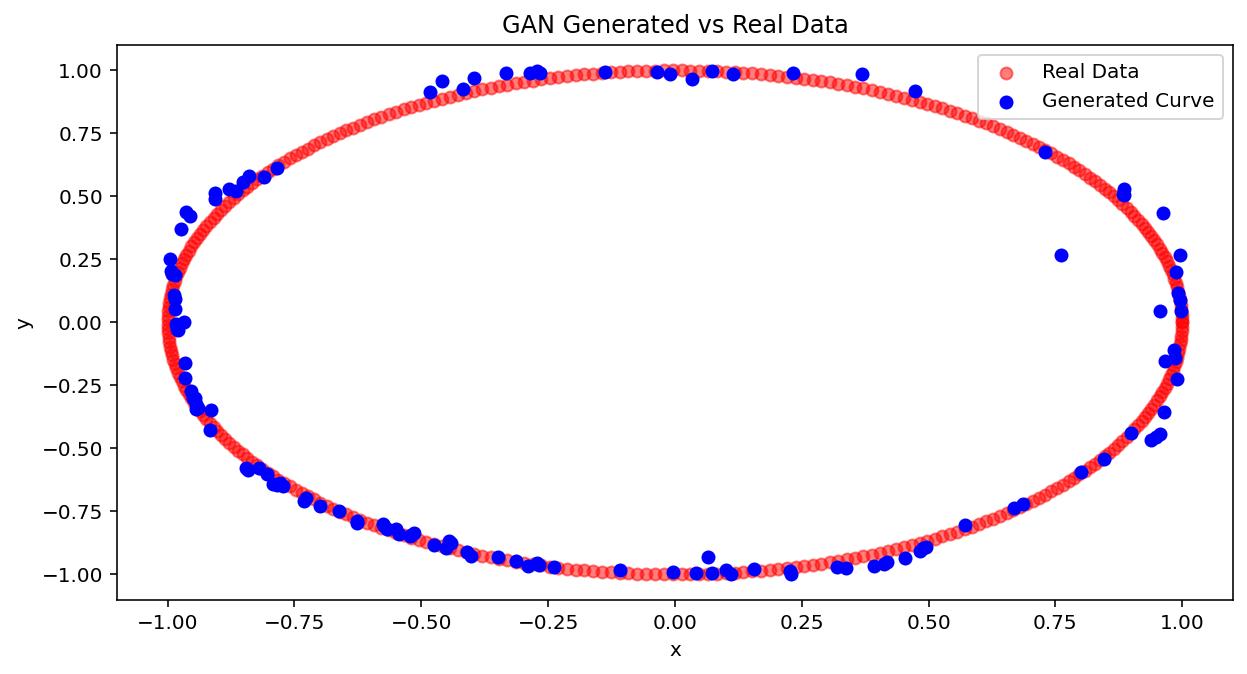 GAN Generated vs Real Data
Real Data
Generated Curve
1.00
0.75
0.50
0.25
0.00
−0.25
−0.50
−0.75
−1.00
y
−1.00 −0.75 −0.50 −0.25 0.00 0.25 0.50 0.75 1.00
x